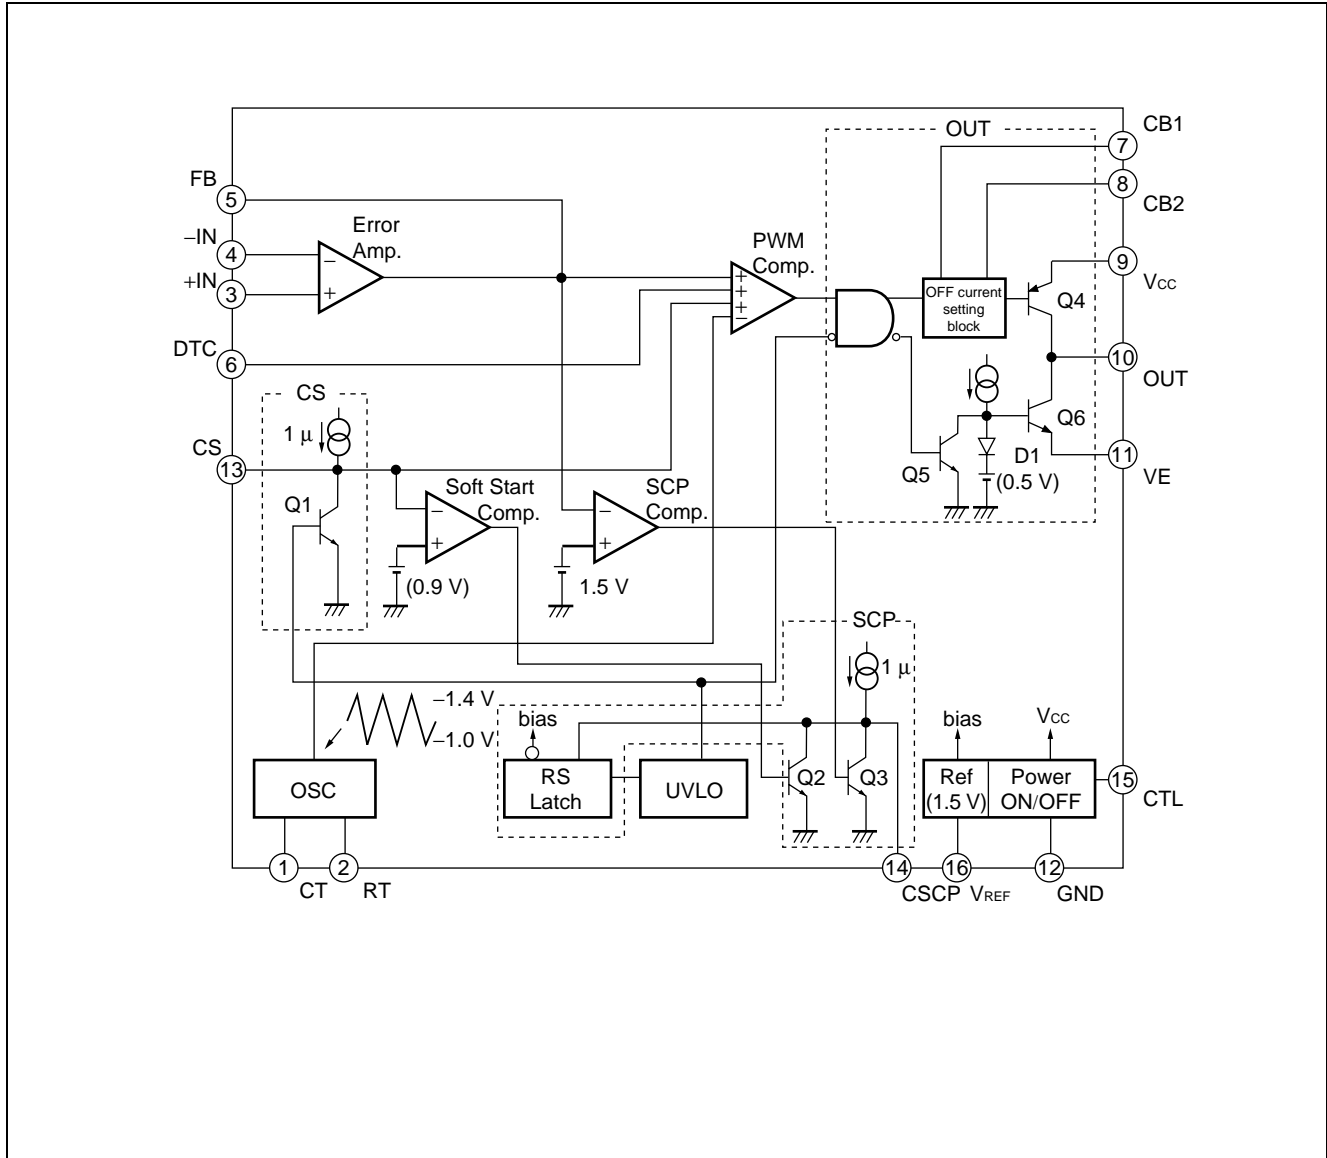 OUT
CB1
7
8
CB2
FB
5
Error
Amp.
−IN
4
−
+IN
3
+
PWM
Comp.
+
+
+
−
9
VCC
OFF current
setting
block
Q4
DTC
6
10
OUT
CS
1 μ
CS
13
Q6
Q5
D1
(0.5 V)
11
VE
Q1
Soft Start
Comp.
−
+
(0.9 V)
SCP
Comp.
−
+
1.5 V
SCP
1 μ
−1.4 V
−1.0 V
bias
bias
VCC
OSC
RS
Latch
UVLO
Q2
Q3
Ref
(1.5 V)
Power
ON/OFF
15
CTL
1
CT
2
RT
14
CSCP
16
VREF
12
GND